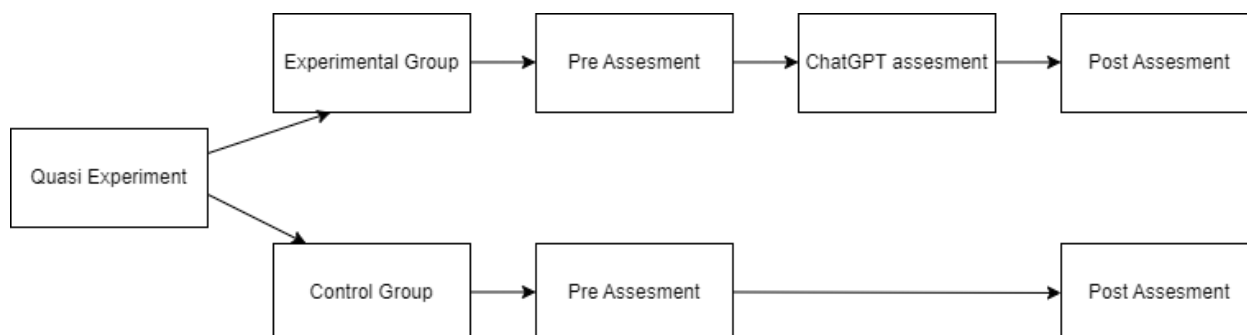 Experimental Group
Pre Assesment
ChatGPT assesment
Post Assesment
Quasi Experiment
Control Group
Pre Assesment
Post Assesment